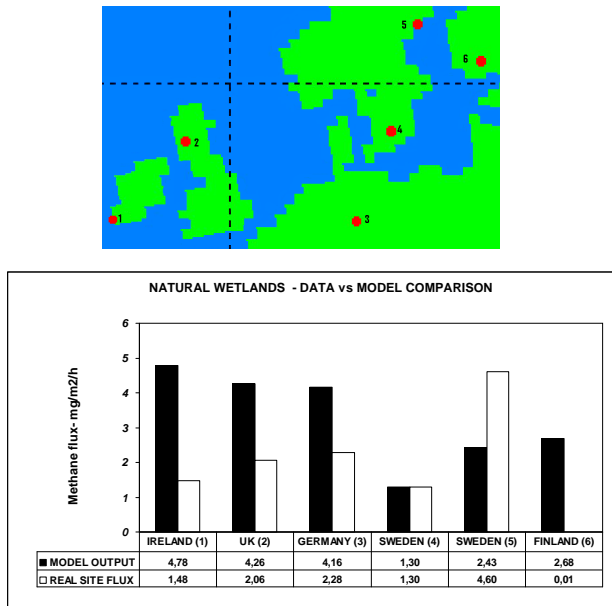 5
6
4
2
1
3
NATURAL WETLANDS - DATA vs MODEL COMPARISON
Methane flux- mg/m2/h
6
5
4
3
2
1
0
IRELAND (1) UK (2) GERMANY (3) SWEDEN (4) SWEDEN (5) FINLAND (6)
MODEL OUTPUT 4,78 4,26 4,16 1,30 2,43 2,68
REAL SITE FLUX 1,48 2,06 2,28 1,30 4,60 0,01